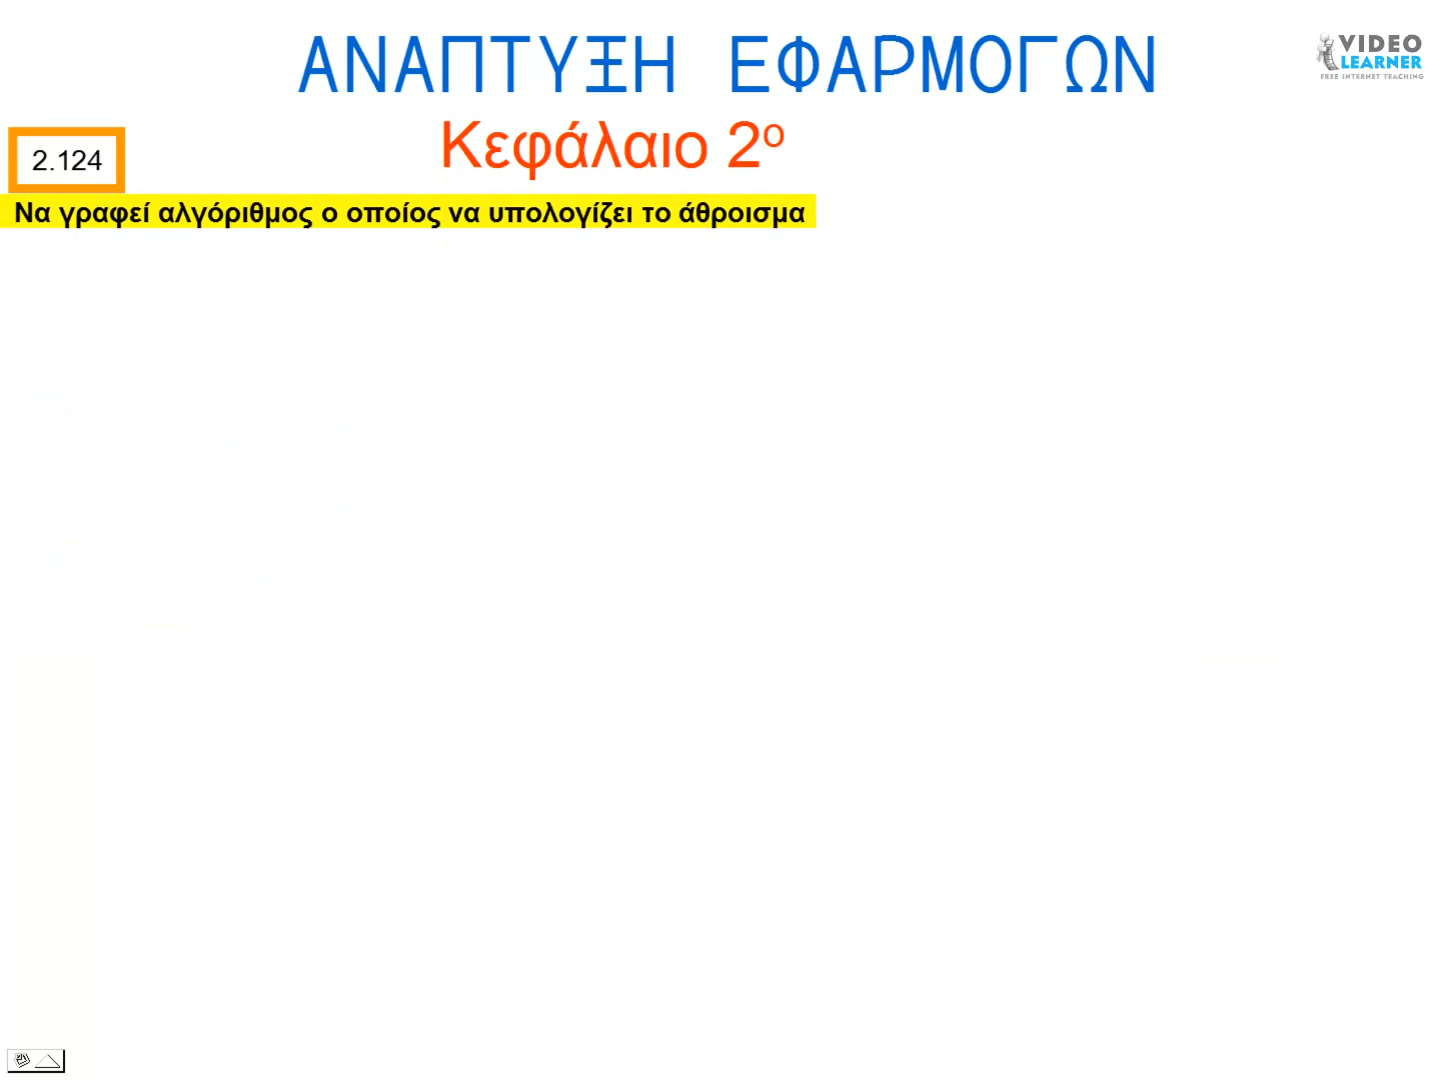 ΑΝΑΠΤΥΞΗ ΕΦΑΡΜΟΓΩΝ
VIDEO
LEARNER
FREE INTERNET TEACHING
Κεφάλαιο 2ο
2.124
Να γραφεί αλγόριθμος ο οποίος να υπολογίζει το άθροισμα